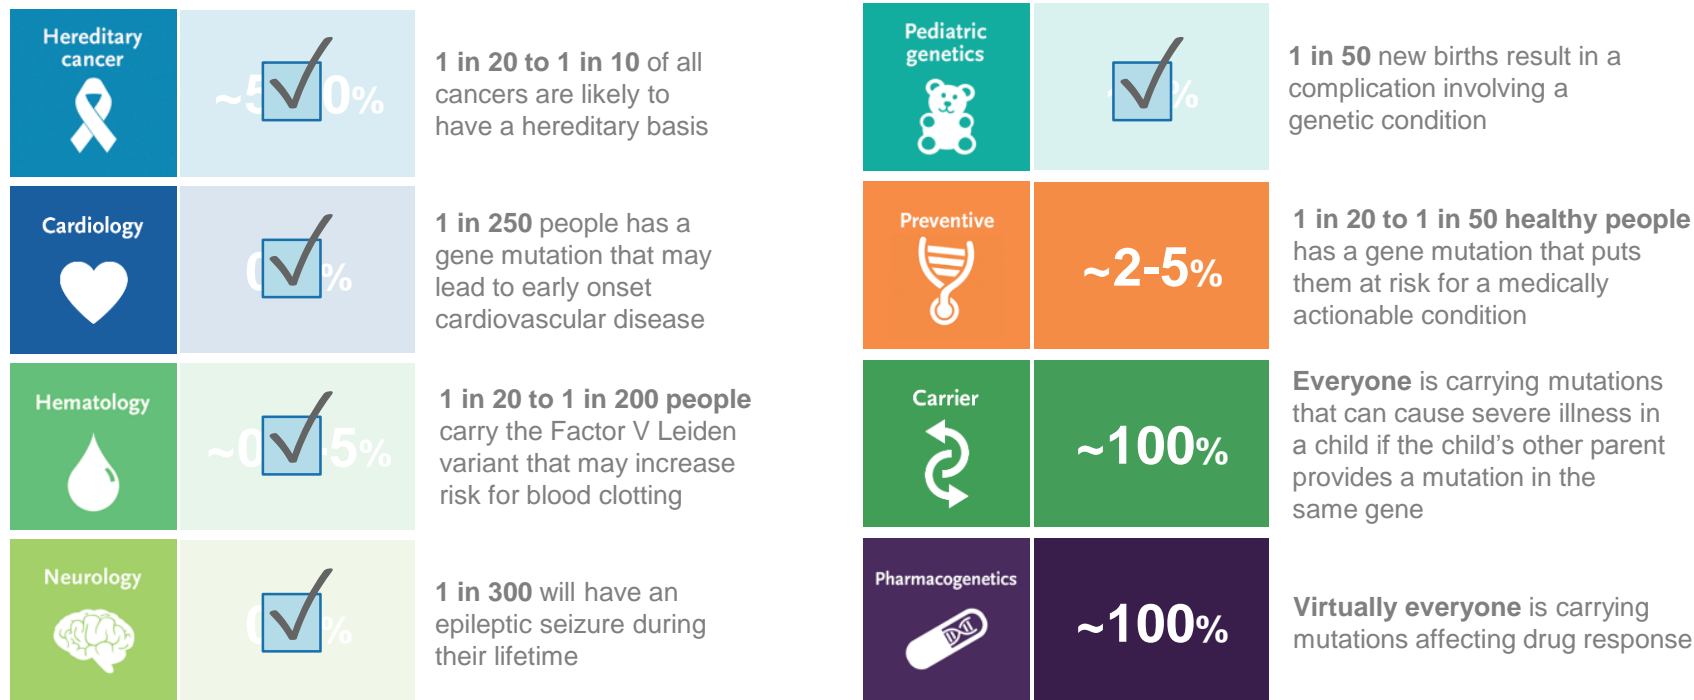 Hereditary
cancer
1 in 20 to 1 in 10 of all
cancers are likely to
have a hereditary basis
Cardiology
1 in 250 people has a
gene mutation that may
lead to early onset
cardiovascular disease
Hematology
1 in 20 to 1 in 200 people
carry the Factor V Leiden
variant that may increase
risk for blood clotting
Neurology
1 in 300 will have an
epileptic seizure during
their lifetime
Pediatric
genetics
1 in 50 new births result in a
complication involving a
genetic condition
Preventive
~2-5%
1 in 20 to 1 in 50 healthy people
has a gene mutation that puts
them at risk for a medically
actionable condition
Carrier
~100%
Everyone is carrying mutations
that can cause severe illness in
a child if the child’s other parent
provides a mutation in the
same gene
Pharmacogenetics
~100%
Virtually everyone is carrying
mutations affecting drug response